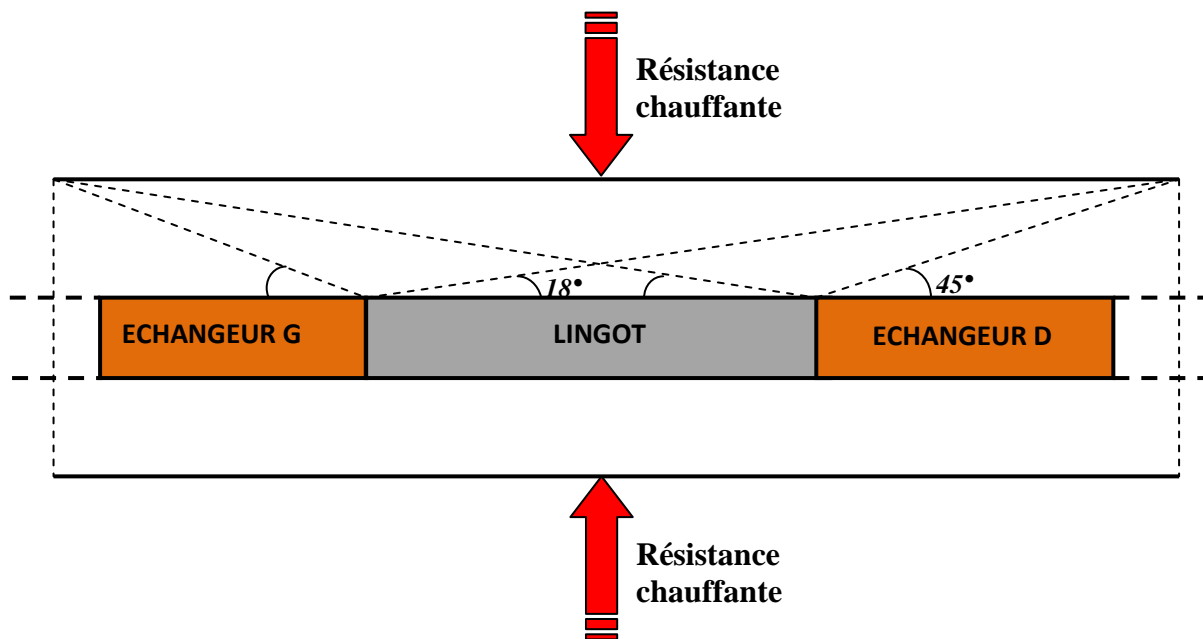 Résistance
chauffante
18°
45°
ECHANGEUR G
LINGOT
ECHANGEUR D
Résistance
chauffante